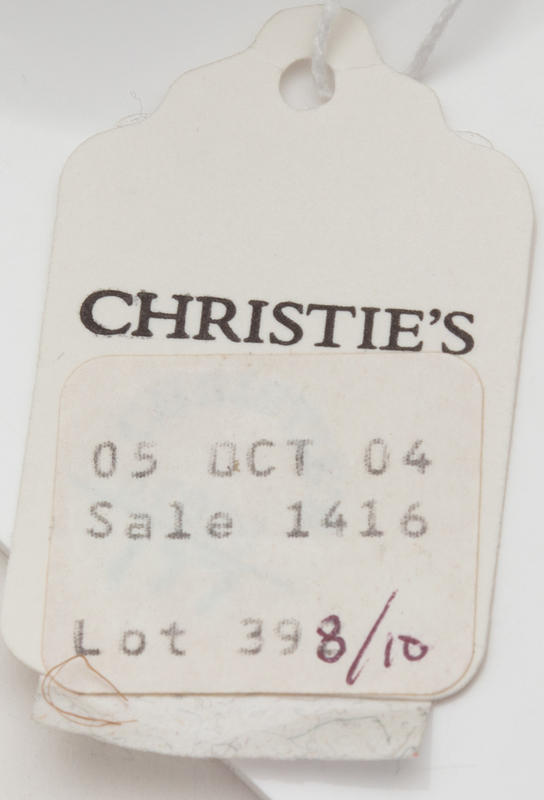 CHRISTIE'S
05 OCT 04
Sale 1416
Lot 398/10